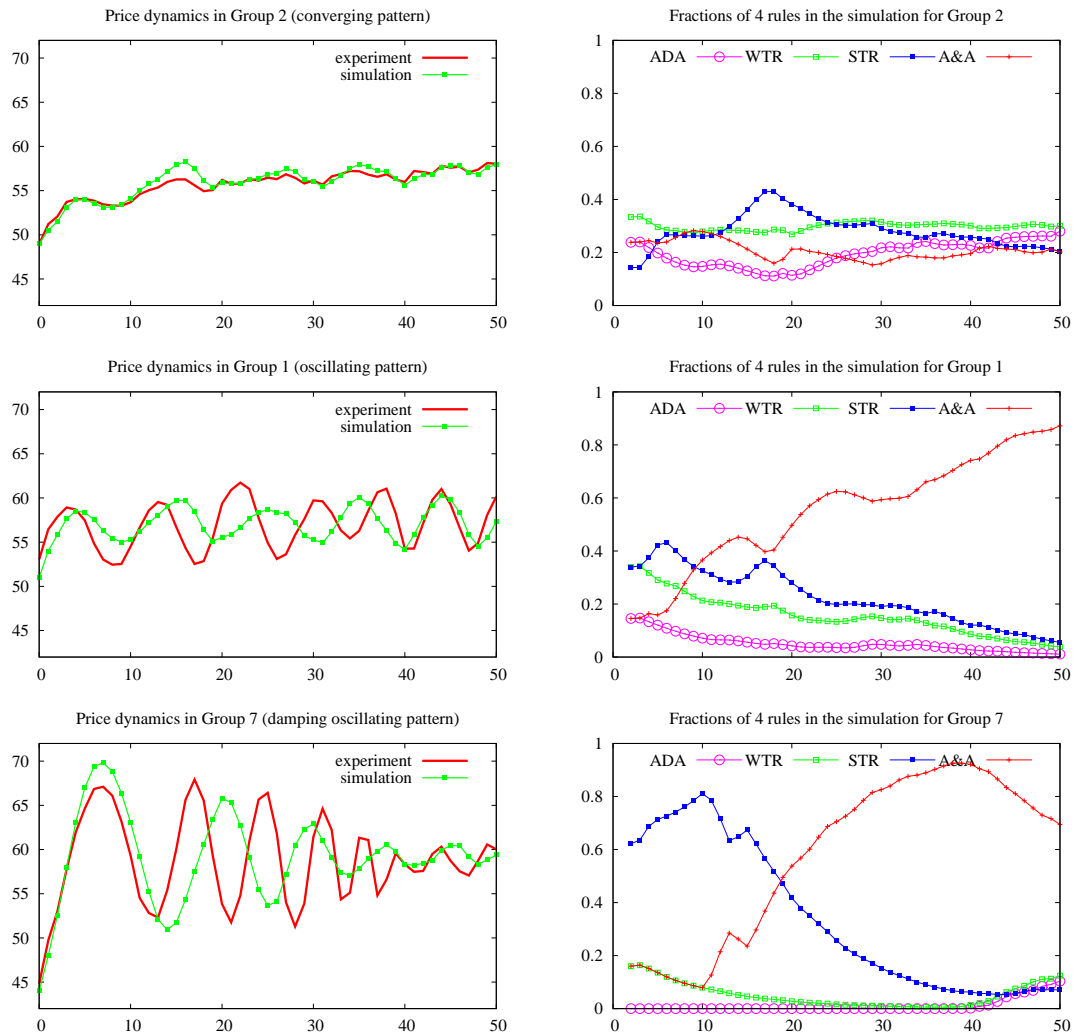 Price dynamics in Group 2 (converging pattern)
70
65
60
55
50
45
0 10 20 30 40 50
experiment
simulation
Fractions of 4 rules in the simulation for Group 2
1
0.8
0.6
0.4
0.2
0
0 10 20 30 40 50
ADA WTR STR A&A
Price dynamics in Group 1 (oscillating pattern)
70
65
60
55
50
45
0 10 20 30 40 50
experiment
simulation
Fractions of 4 rules in the simulation for Group 1
1
0.8
0.6
0.4
0.2
0
0 10 20 30 40 50
ADA WTR STR A&A
Price dynamics in Group 7 (damping oscillating pattern)
70
65
60
55
50
45
0 10 20 30 40 50
experiment
simulation
Fractions of 4 rules in the simulation for Group 7
1
0.8
0.6
0.4
0.2
0
0 10 20 30 40 50
ADA WTR STR A&A